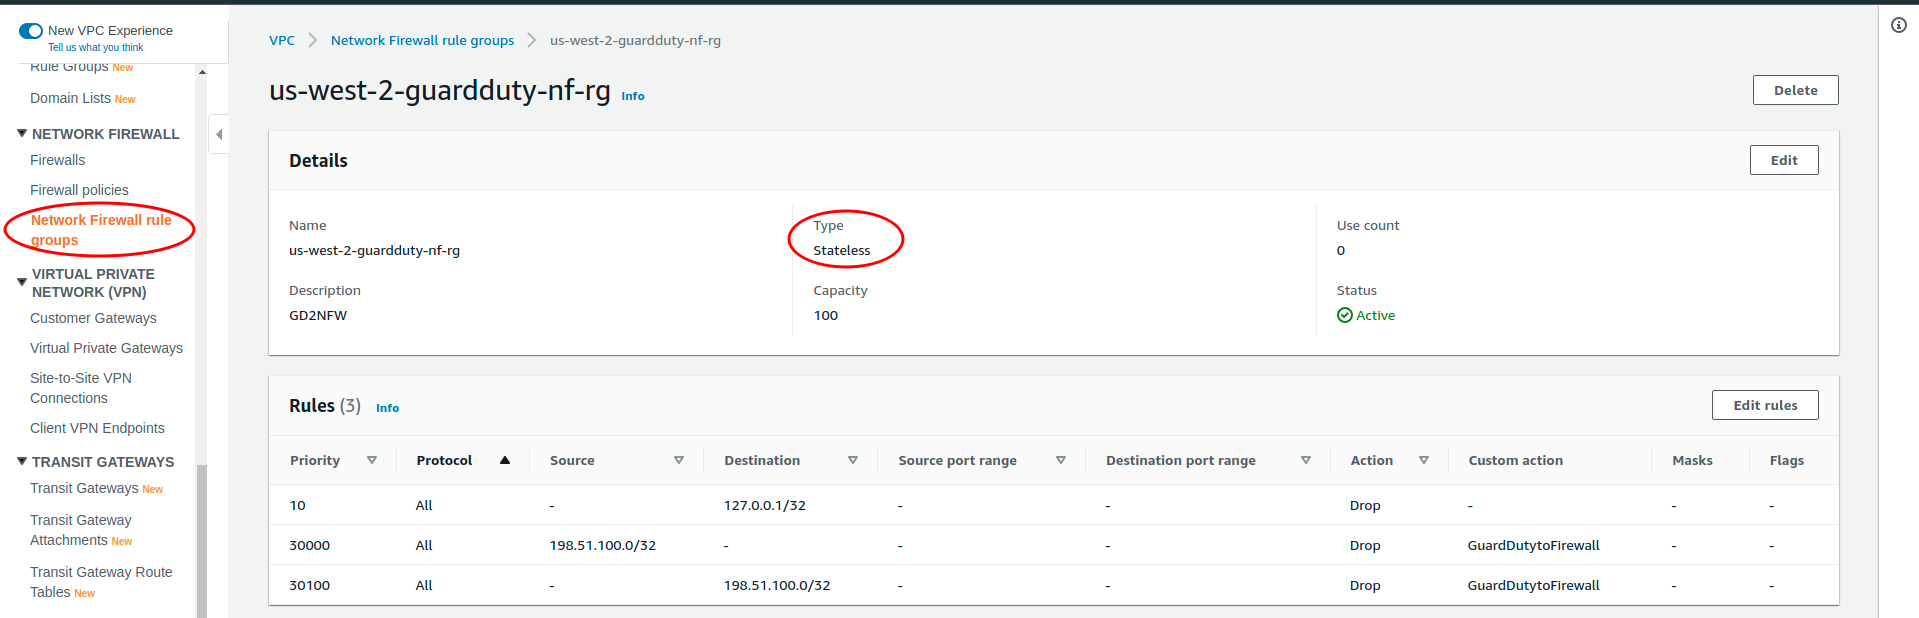 New VPC Experience
Tell us what you think
Rule Groups New
Domain Lists New
NETWORK FIREWALL
Firewalls
Firewall policies
Network Firewall rule
groups
VIRTUAL PRIVATE
NETWORK (VPN)
Customer Gateways
Virtual Private Gateways
Site-to-Site VPN
Connections
Client VPN Endpoints
TRANSIT GATEWAYS
Transit Gateways New
Transit Gateway
Attachments New
Transit Gateway Route
Tables New
VPC > Network Firewall rule groups > us-west-2-guardduty-nf-rg
us-west-2-guardduty-nf-rg Info
Delete
Details
Edit
Name
us-west-2-guardduty-nf-rg
Description
GD2NFW
Type
Stateless
Capacity
100
Use count
0
Status
Active
Rules (3) Info
Edit rules
Priority Protocol Source Destination Source port range Destination port range Action Custom action Masks Flags
10 All - 127.0.0.1/32 - - Drop - - -
30000 All 198.51.100.0/32 - - - Drop GuardDutytoFirewall - -
30100 All - 198.51.100.0/32 - - Drop GuardDutytoFirewall - -